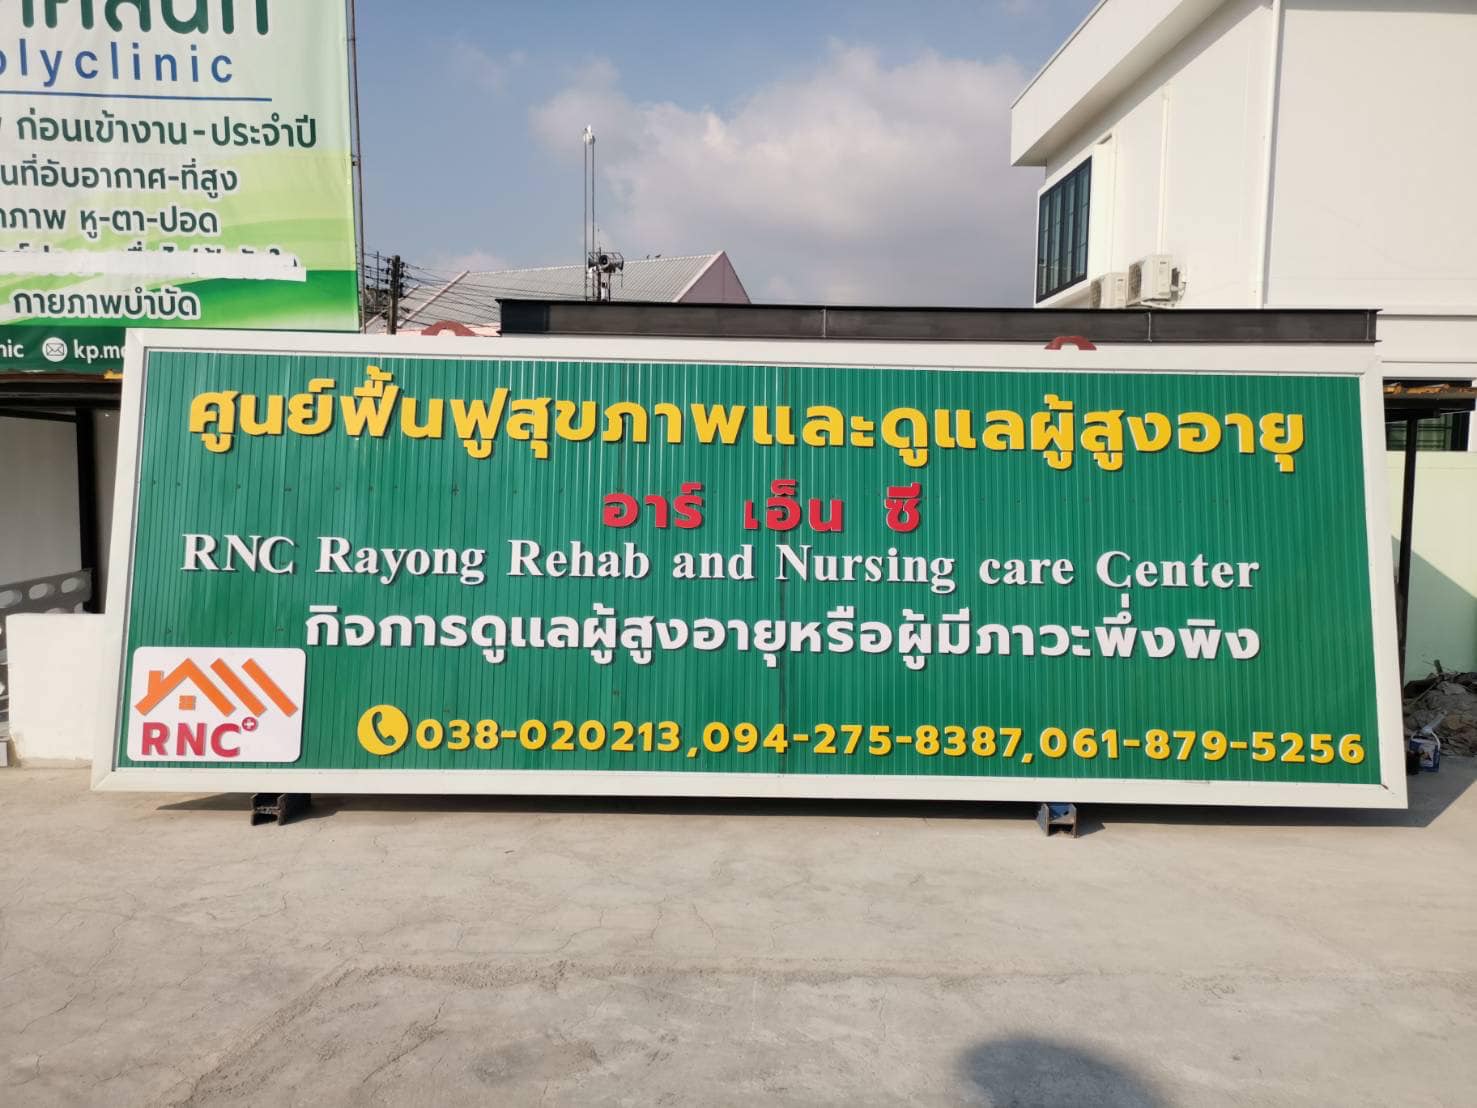 ก่อนเข้างาน-ประจำปี
ที่อับอากาศ-ที่สูง
ภาพ หู-ตา-ปอด
กายภาพบำบัด
ศูนย์ฟื้นฟูสุขภาพและดูแลผู้สูงอายุ
อาร์ เอ็น ซี
RNC Rayong Rehab and Nursing care Center
กิจการดูแลผู้สูงอายุหรือผู้มีภาวะพึ่งพิง
RNC+
038-020213,094-275-8387,061-879-5256